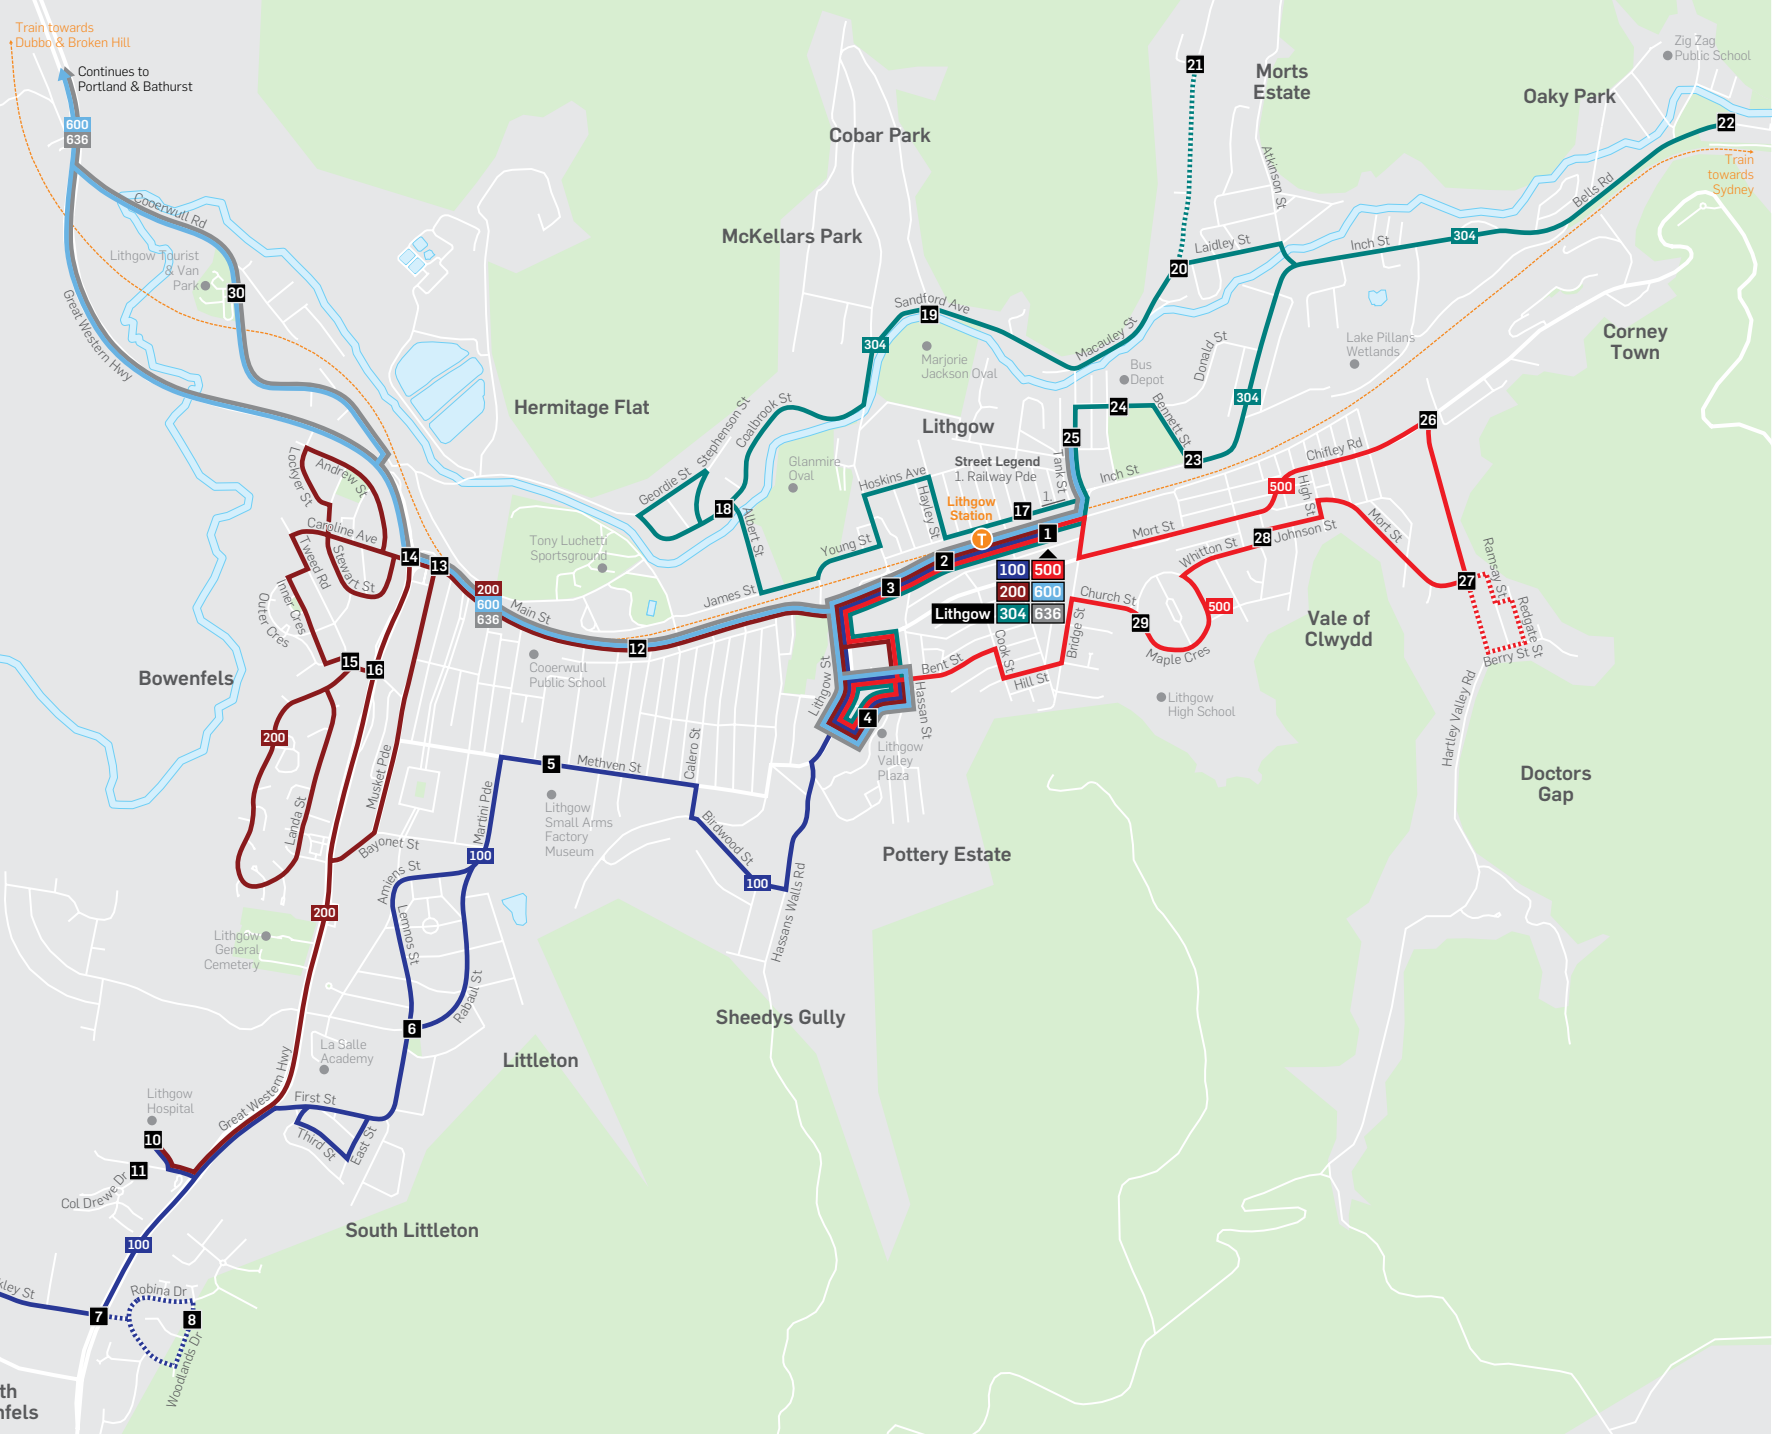 Train towards
Dubbo & Broken Hill
Continues to
Portland & Bathurst
600
636
Cooerwull Rd
Lithgow Tourist
& Van
Park
30
Great Western Hwy
21
Morts
Estate
Oaky Park
Zig Zag
Public School
22
Train
towards
Sydney
Cobar Park
McKellars Park
Atkinson St
Bells Rd
304
Inch St
Laidley St
20
Sandford Ave
19
304
Marjorie
Jackson Oval
Macauley St
Bus
Depot
Donald St
Lake Pillans
Wetlands
Corney
Town
Hermitage Flat
Stephenson St
Coalbrook St
Geordie St
Lithgow
24
Bennett St
304
25
23
26
Chifley Rd
Glanmire
Oval
Street Legend
1. Railway Pde
Tank St
Inch St
1.
Hoskins Ave
Hayley St
Lithgow
Station
T
17
1
18
Albert St
Young St
Lockyer St
Andrew St
Caroline Ave
Tweed Rd
Stewart St
Inner Cres
Outer Cres
14
13
200
600
636
Main St
Tony Luchetti
Sportsground
James St
2
3
100
500
200
600
Lithgow
304
636
500
High St
Mort St
28
Johnson St
Mort St
Whitton St
Church St
29
500
Maple Cres
Bridge St
27
Ramsay St
Redgate St
Berry St
Vale of
Clwydd
Bowenfels
15
16
Cooerwull
Public School
12
Lithgow St
Bent St
Cook St
Hill St
Hassan St
4
Lithgow
Valley
Plaza
Lithgow
High School
Hartley Valley Rd
200
Musket Pde
5
Methven St
Calero St
Doctors
Gap
Landa St
Bayonet St
Martini Pde
Lithgow
Small Arms
Factory
Museum
Birdwood St
100
100
Hassans Walls Rd
Pottery Estate
Amiens St
Lemnos St
200
Lithgow
General
Cemetery
Rabaul St
Sheedys Gully
6
La Salle
Academy
Littleton
Great Western Hwy
First St
Third St
East St
Lithgow
Hospital
10
11
Col Drewe Dr
South Littleton
100
kley St
7
Robina Dr
8
Woodlands Dr
th
nfels